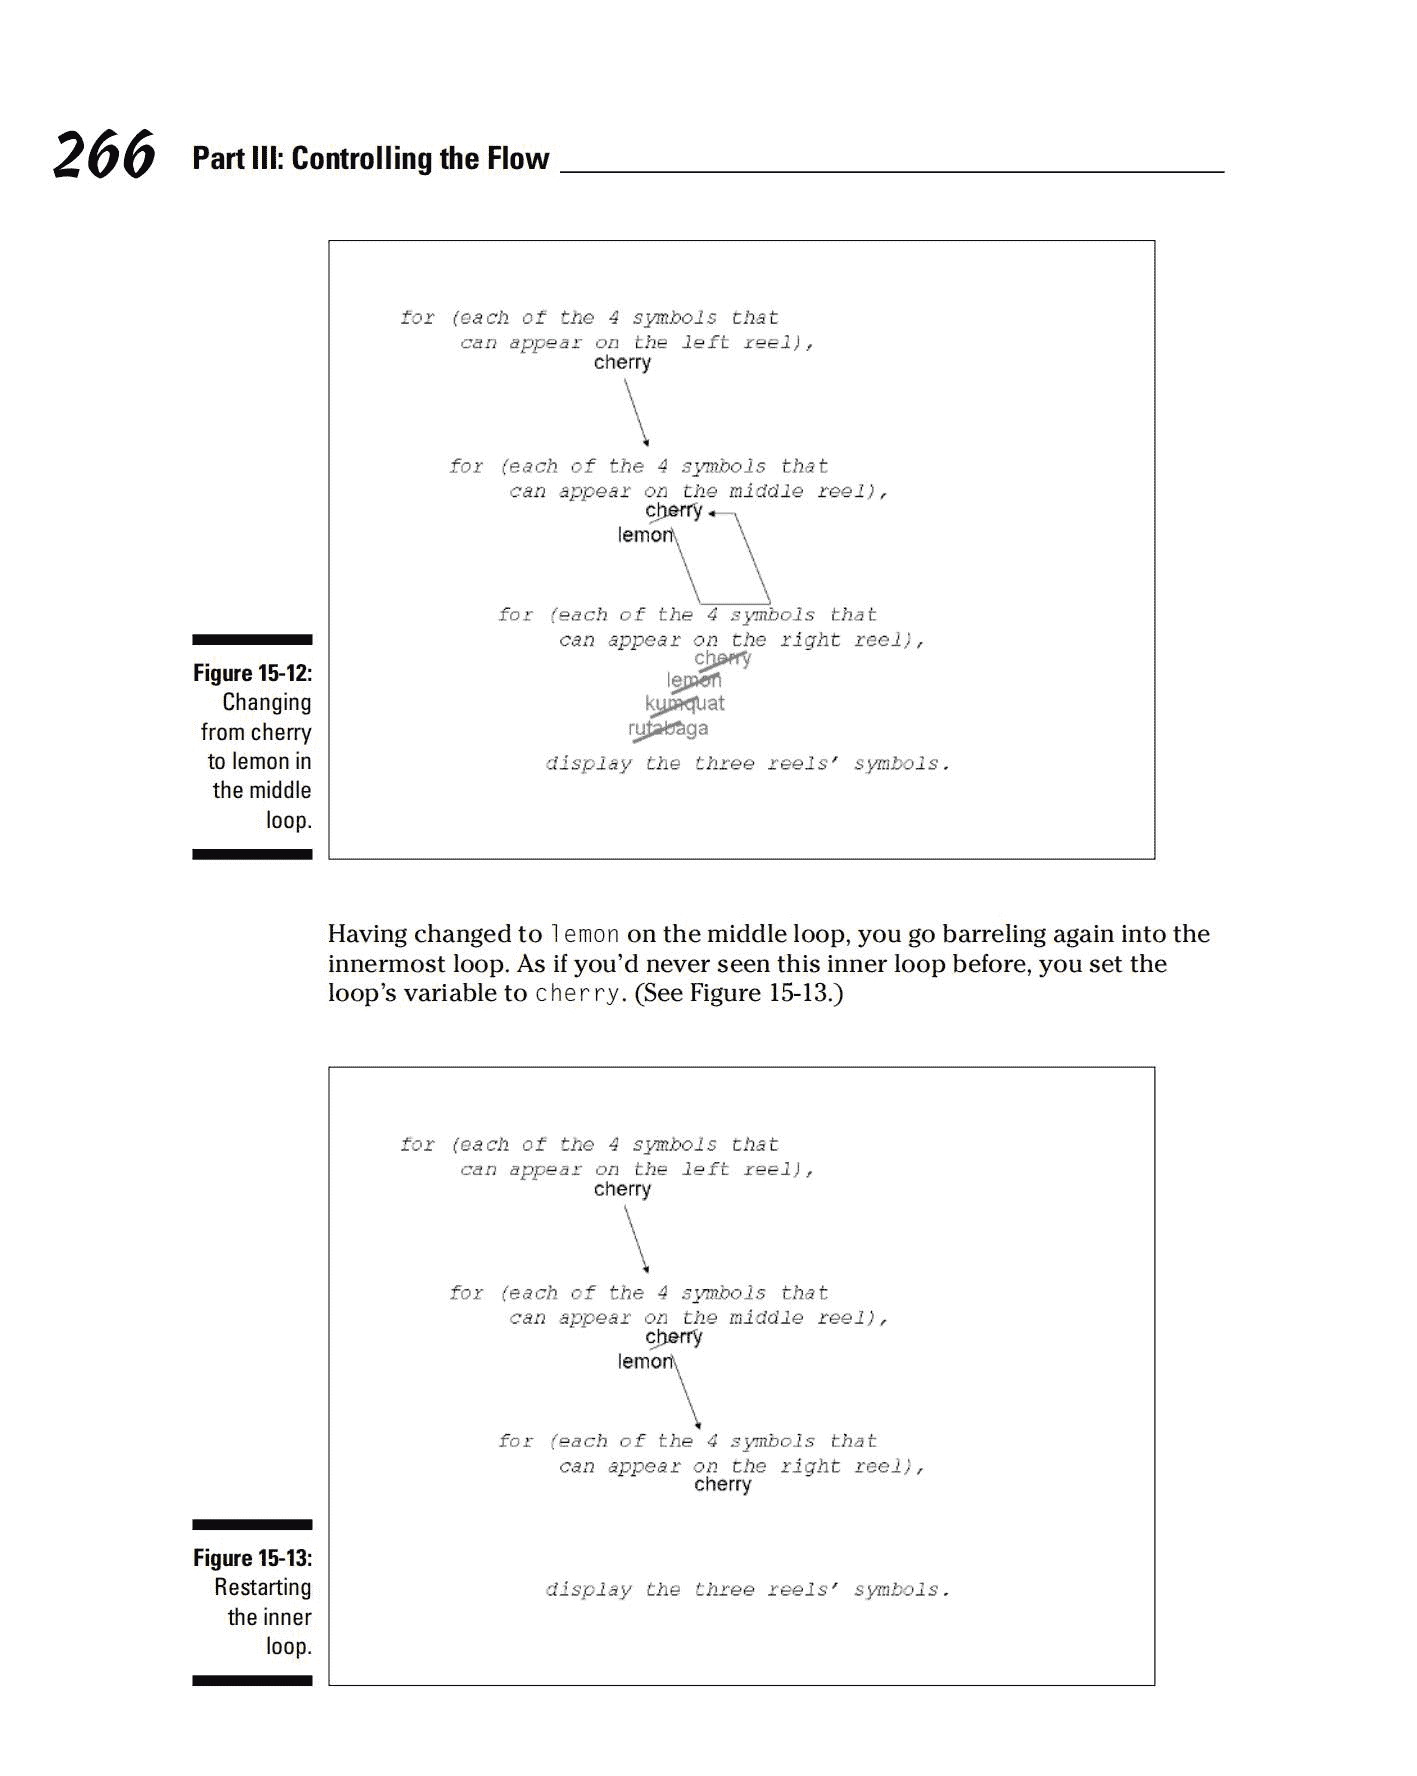 266 Part III: Controlling the Flow
for (each of the 4 symbols that
can appear on the left reel),
cherry
for (each of the 4 symbols that
can appear on the middle reel),
cherry
lemon
for (each of the 4 symbols that
can appear on the right reel),
cherry
lemon
kumquat
rutabaga
display the three reels' symbols.
Figure 15-12:
Changing
from cherry
to lemon in
the middle
loop.
Having changed to lemon on the middle loop, you go barreling again into the
innermost loop. As if you'd never seen this inner loop before, you set the
loop's variable to cherry. (See Figure 15-13.)
for (each of the 4 symbols that
can appear on the left reel),
cherry
for (each of the 4 symbols that
can appear on the middle reel),
cherry
lemon
for (each of the 4 symbols that
can appear on the right reel),
cherry
display the three reels' symbols.
Figure 15-13:
Restarting
the inner
loop.